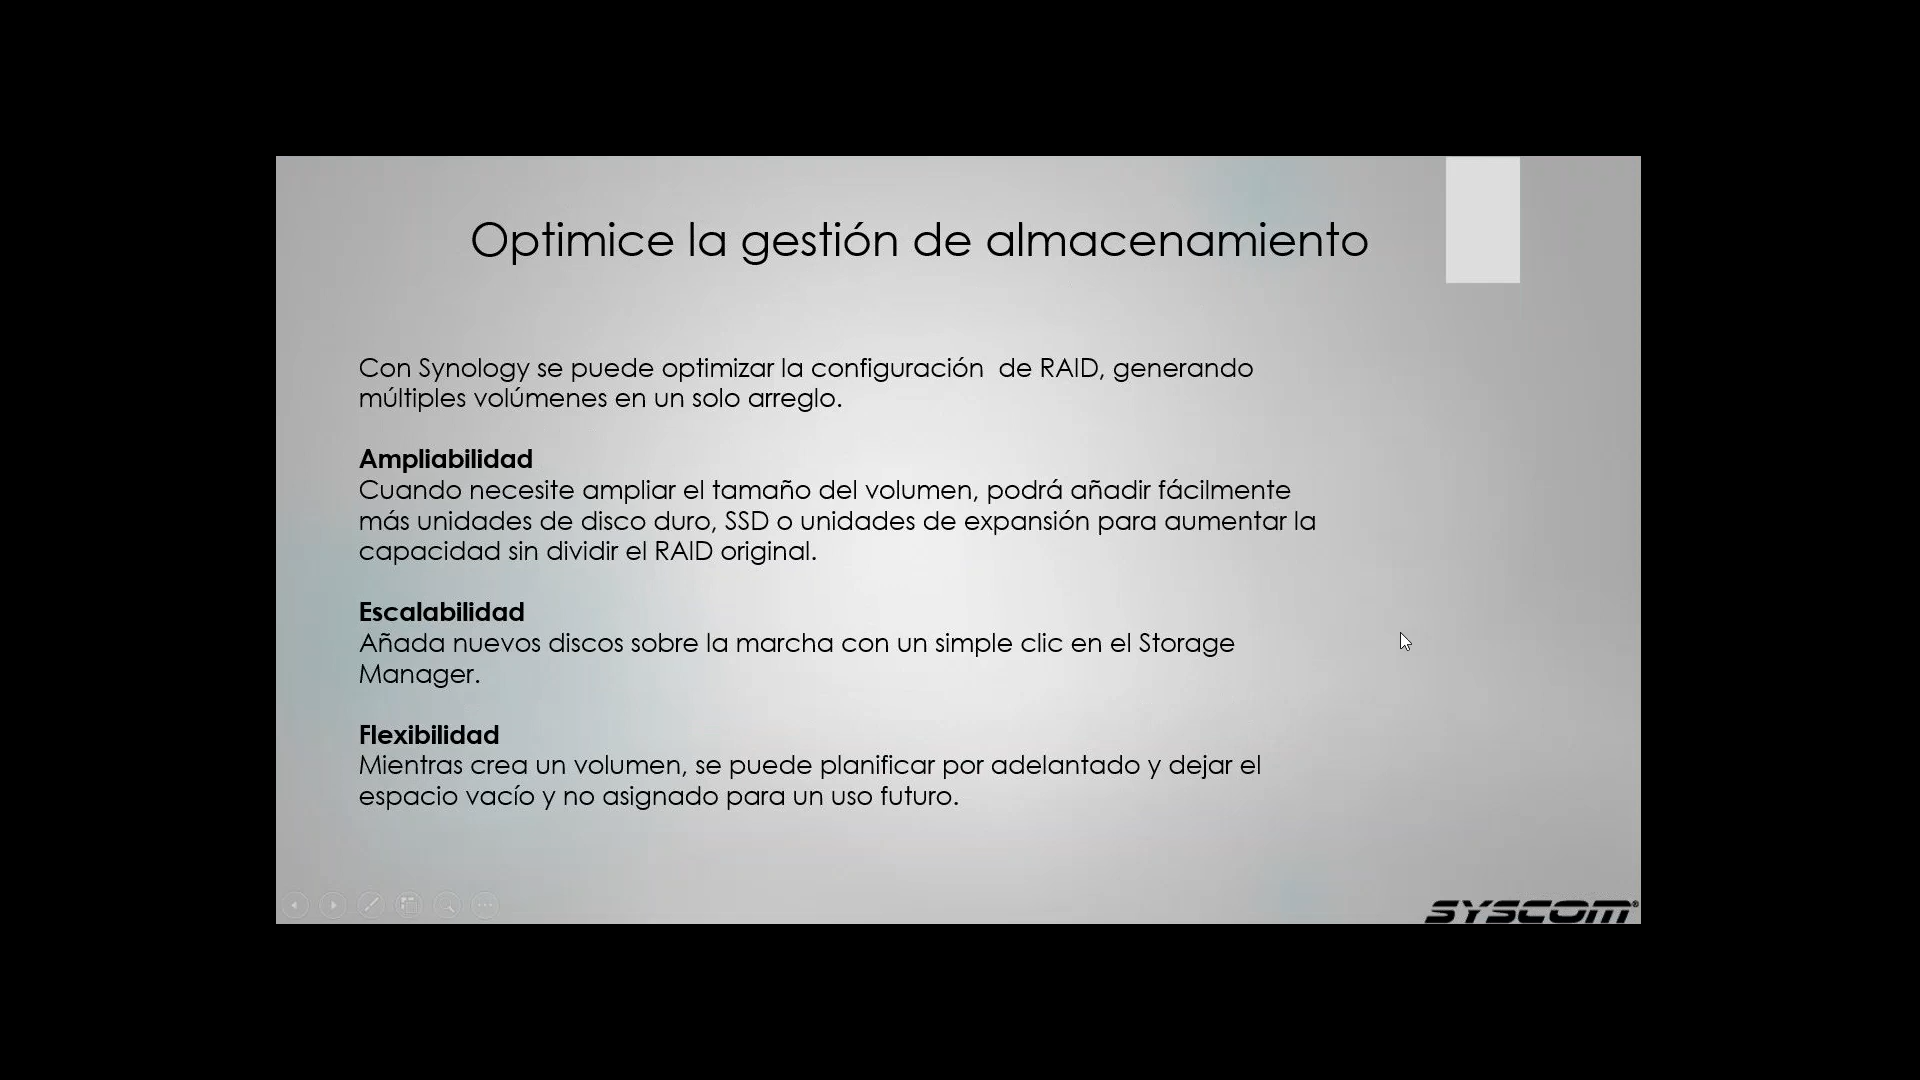 Optimice la gestión de almacenamiento
Con Synology se puede optimizar la configuración  de RAID, generando
múltiples volúmenes en un solo arreglo.
Ampliabilidad
Cuando necesite ampliar el tamaño del volumen, podrá añadir fácilmente
más unidades de disco duro, SSD o unidades de expansión para aumentar la
capacidad sin dividir el RAID original.
Escalabilidad
Añada nuevos discos sobre la marcha con un simple clic en el Storage
Manager.
Flexibilidad
Mientras crea un volumen, se puede planificar por adelantado y dejar el
espacio vacío y no asignado para un uso futuro.
SYSCOM®